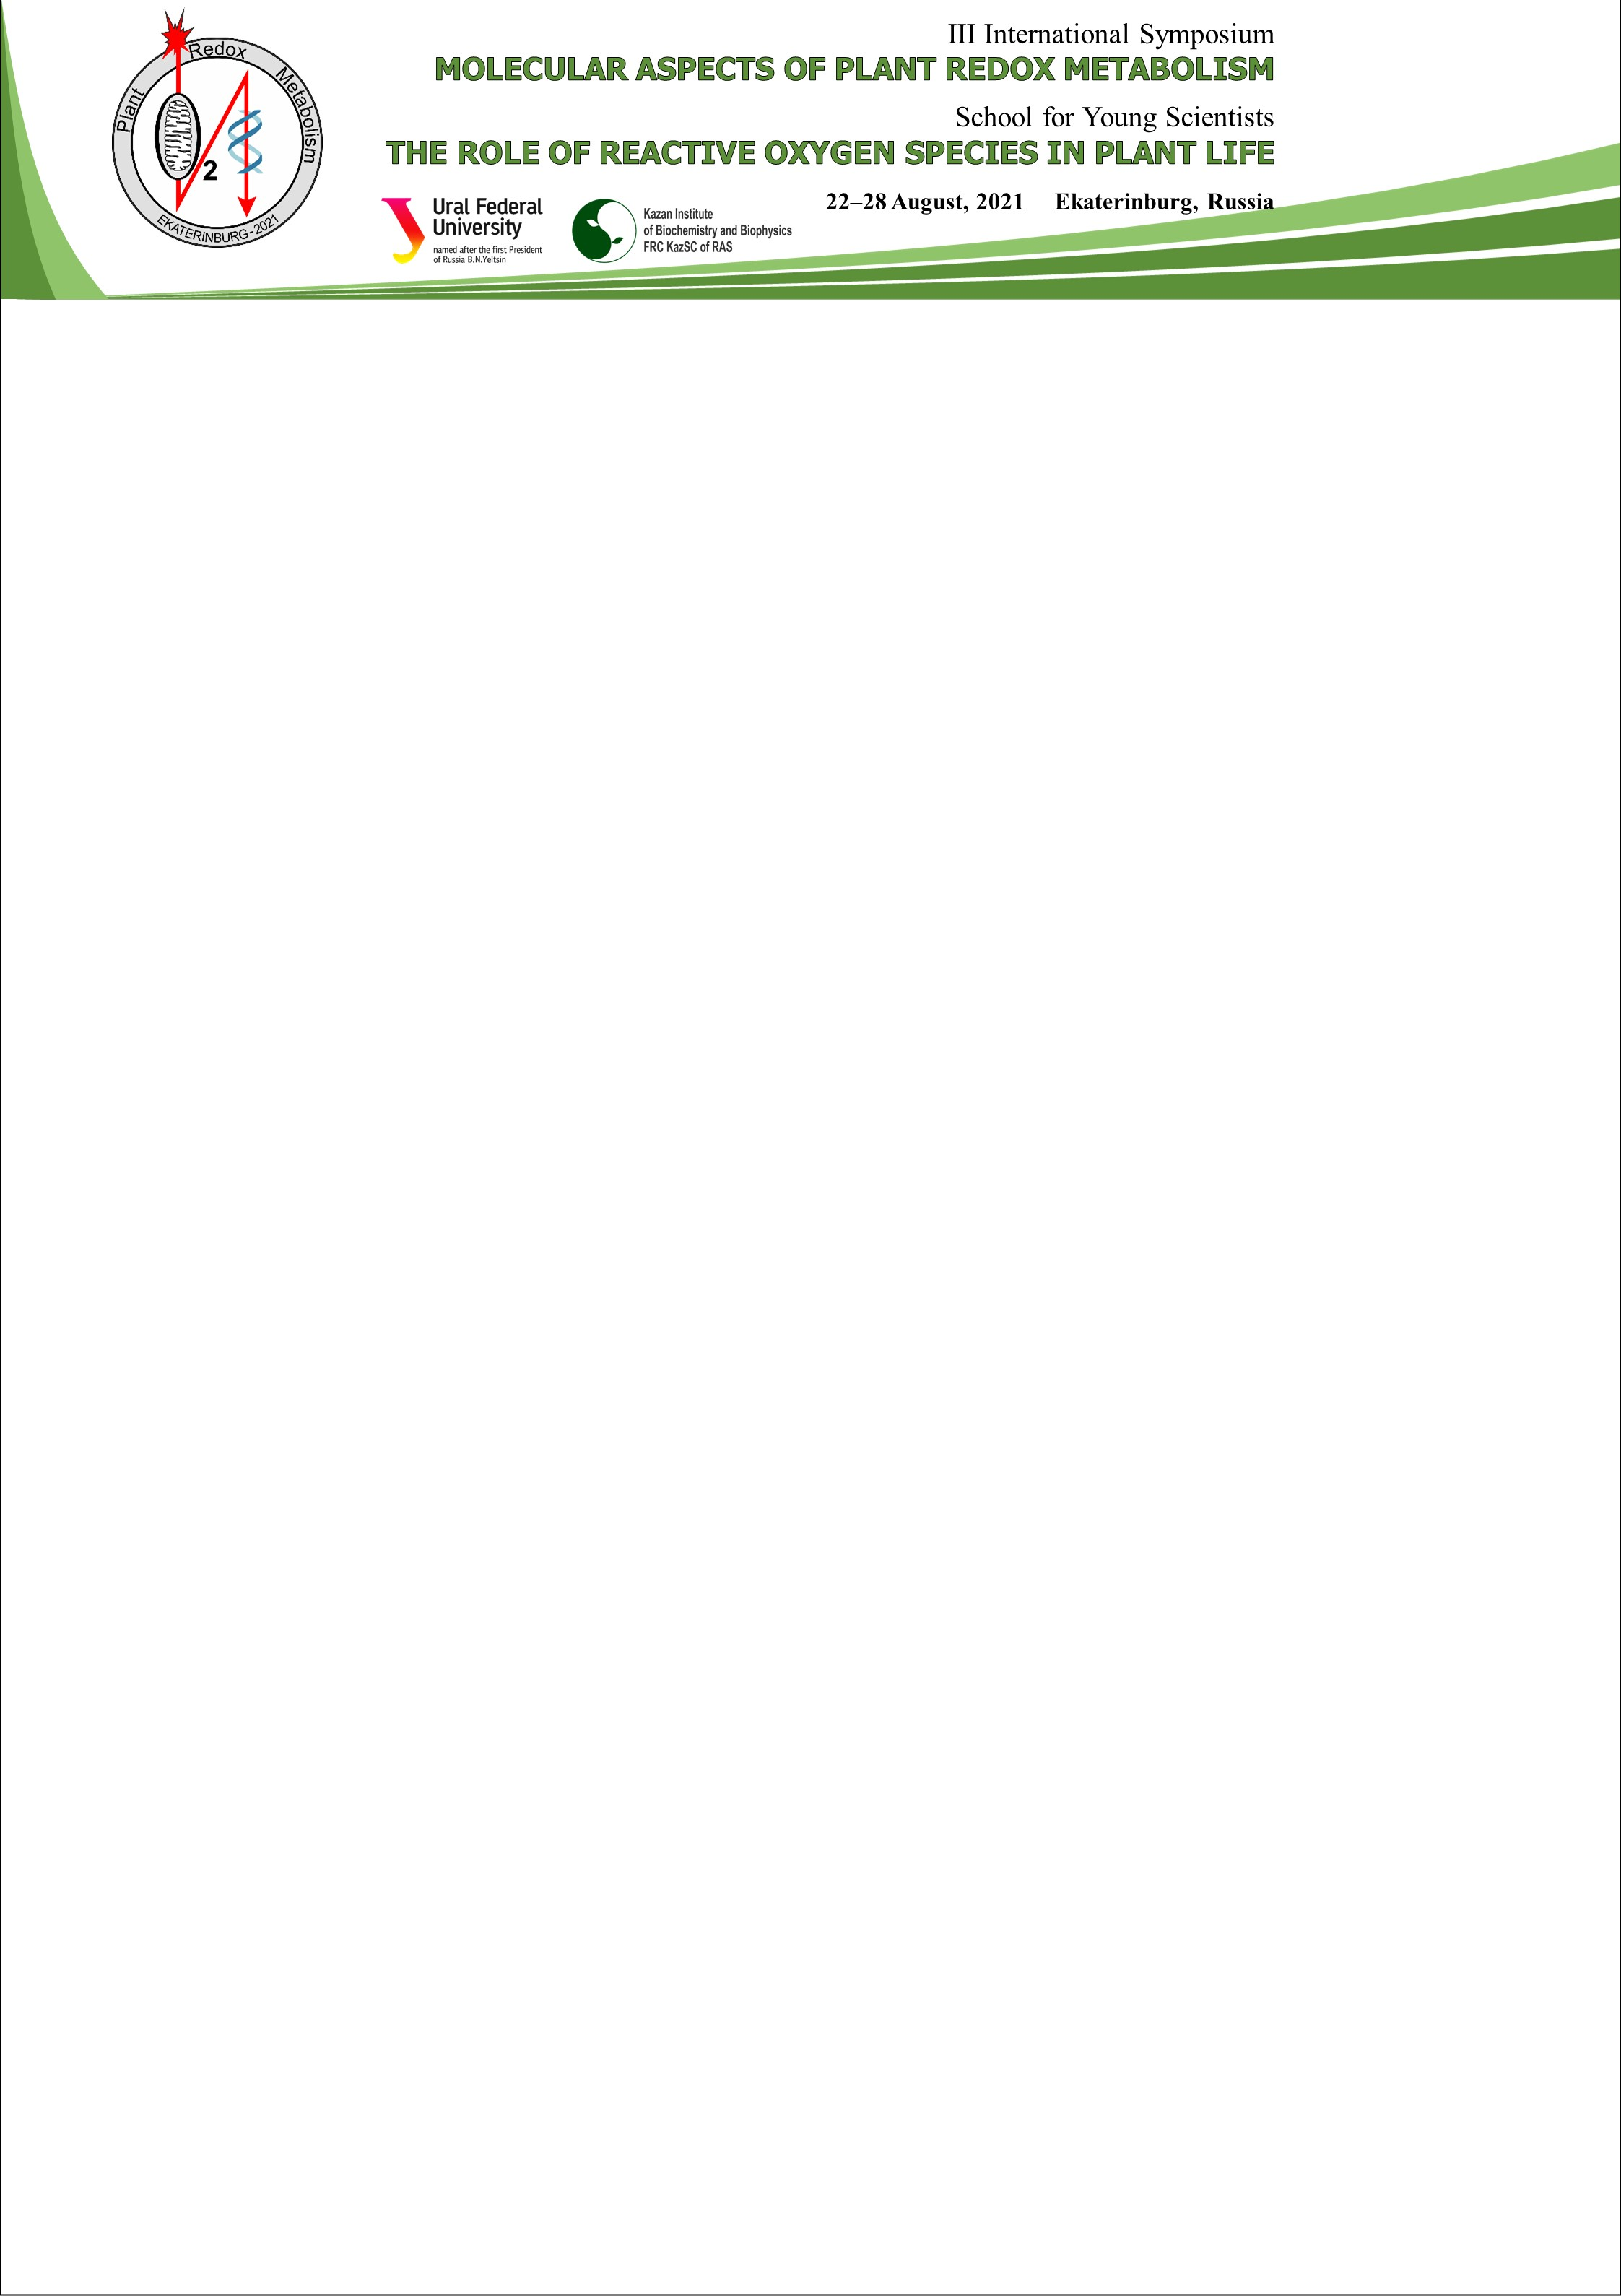 Plant Redox Metabolism
2
EKATERINBURG-2021
III International Symposium
MOLECULAR ASPECTS OF PLANT REDOX METABOLISM
School for Young Scientists
THE ROLE OF REACTIVE OXYGEN SPECIES IN PLANT LIFE
22–28 August, 2021 Ekaterinburg, Russia
Ural Federal
University
named after the first President
of Russia B.N.Yeltsin
Kazan Institute
of Biochemistry and Biophysics
FRC KazSC of RAS